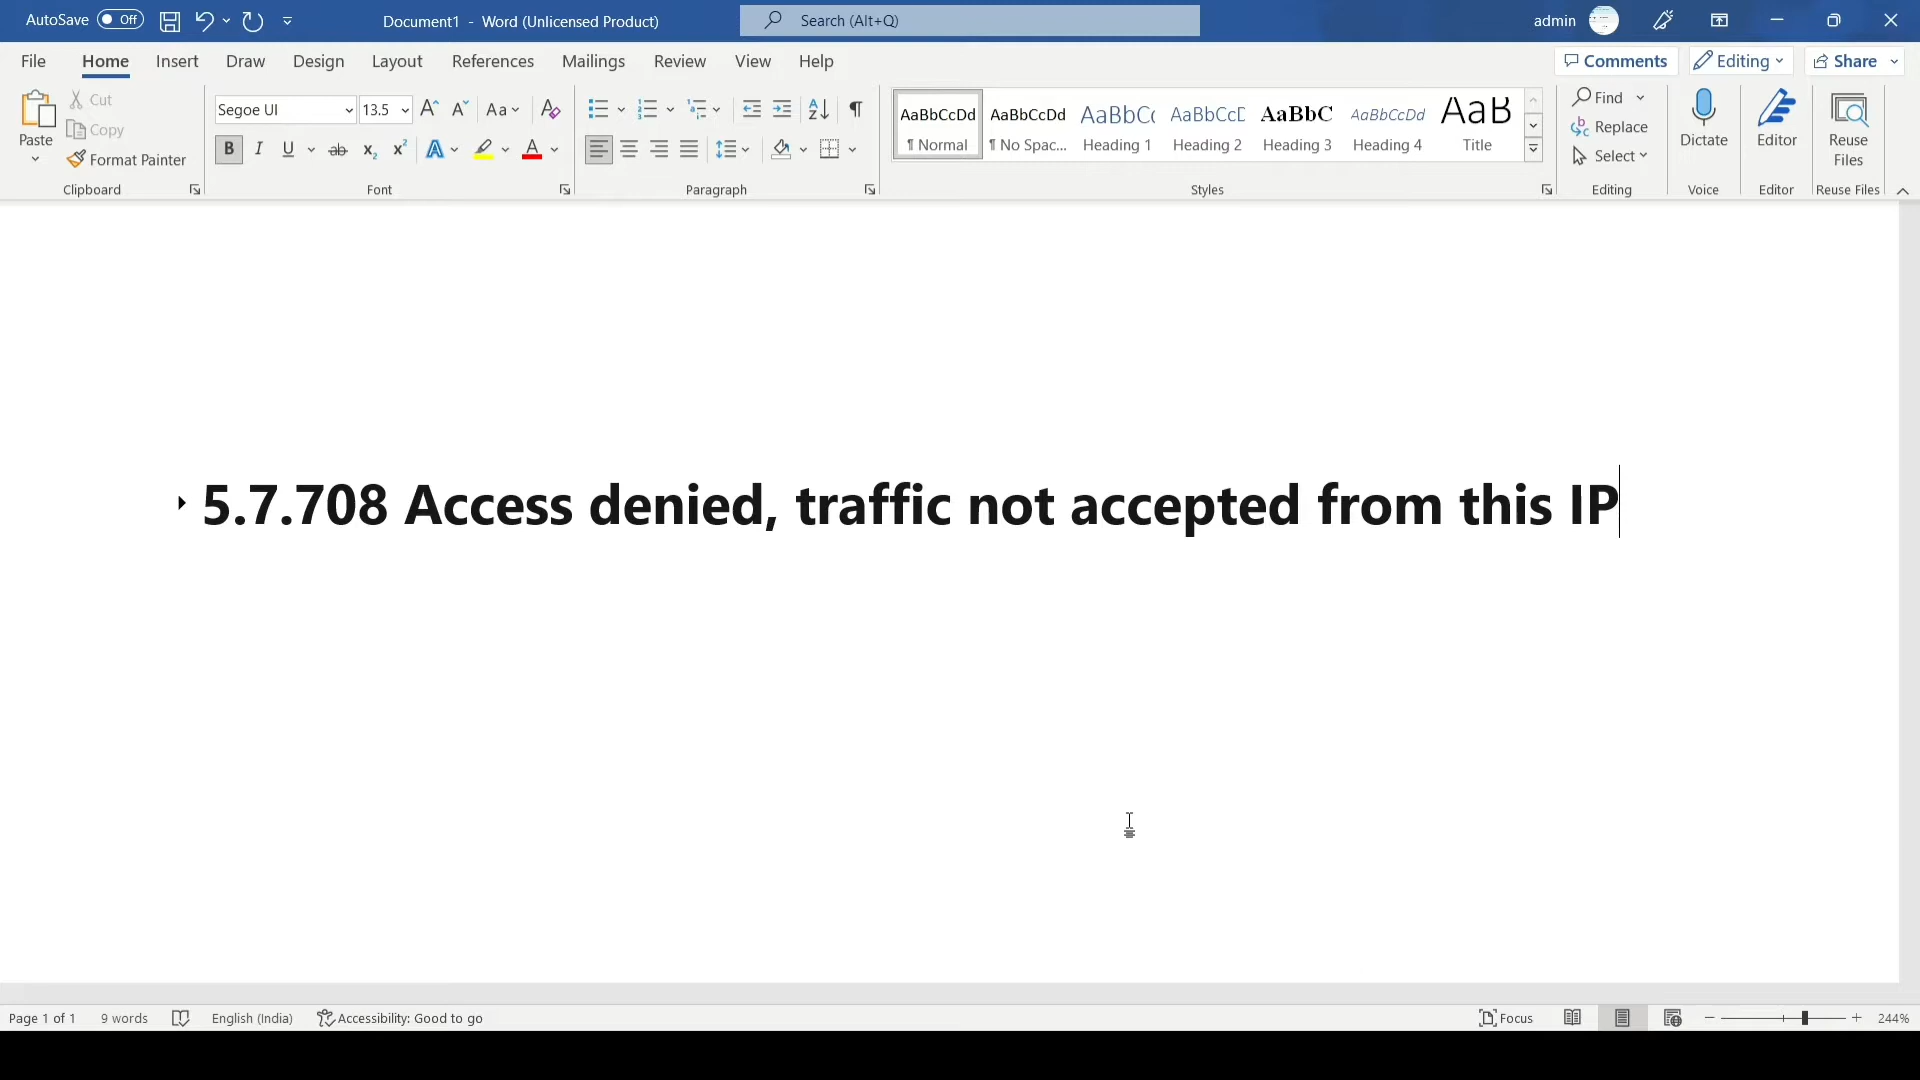 AutoSave Off Document1 - Word (Unlicensed Product) Search (Alt+Q) admin
File Home Insert Draw Design Layout References Mailings Review View Help Comments Editing Share
Paste
Cut
Copy
Format Painter
Clipboard
Segoe UI 13.5 Aa
B I U ab x₂ x² A A
Font
Paragraph
AaBbCcDd AaBbCcDd AaBbCc AaBbCcD AaBbC AaBbCcDd AaB
¶ Normal ¶ No Spac... Heading 1 Heading 2 Heading 3 Heading 4 Title
Styles
Find
Replace
Select
Editing
Dictate
Voice
Editor
Editor
Reuse Files
Reuse Files
5.7.708 Access denied, traffic not accepted from this IP
Page 1 of 1 9 words English (India) Accessibility: Good to go Focus 244%